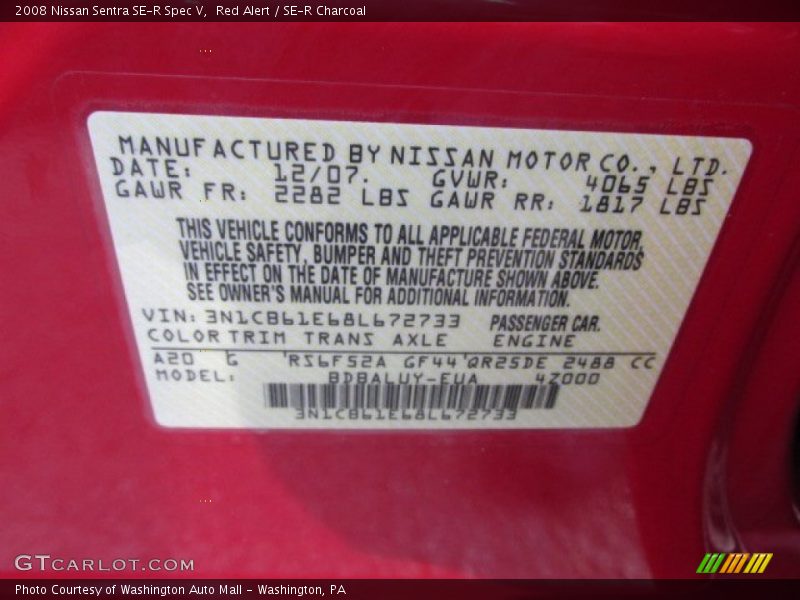 2008 Nissan Sentra SE-R Spec V,  Red Alert / SE-R Charcoal
MANUFACTURED BY NISSAN MOTOR CO., LTD.
DATE: 12/07. GVWR: 4065 LBS
GAWR FR: 2282 LBS GAWR RR: 1817 LBS
THIS VEHICLE CONFORMS TO ALL APPLICABLE FEDERAL MOTOR,
VEHICLE SAFETY, BUMPER AND THEFT PREVENTION STANDARDS
IN EFFECT ON THE DATE OF MANUFACTURE SHOWN ABOVE.
SEE OWNER'S MANUAL FOR ADDITIONAL INFORMATION.
VIN: 3N1CB61E68L672733 PASSENGER CAR.
COLOR TRIM TRANS AXLE ENGINE
A20 G 'RS6F52A GF44 'QR25DE 2488 CC
MODEL: BDBALUY-EUA 4Z000
3N1CB61E68L672733
GTCARLOT.COM
Photo Courtesy of Washington Auto Mall - Washington, PA